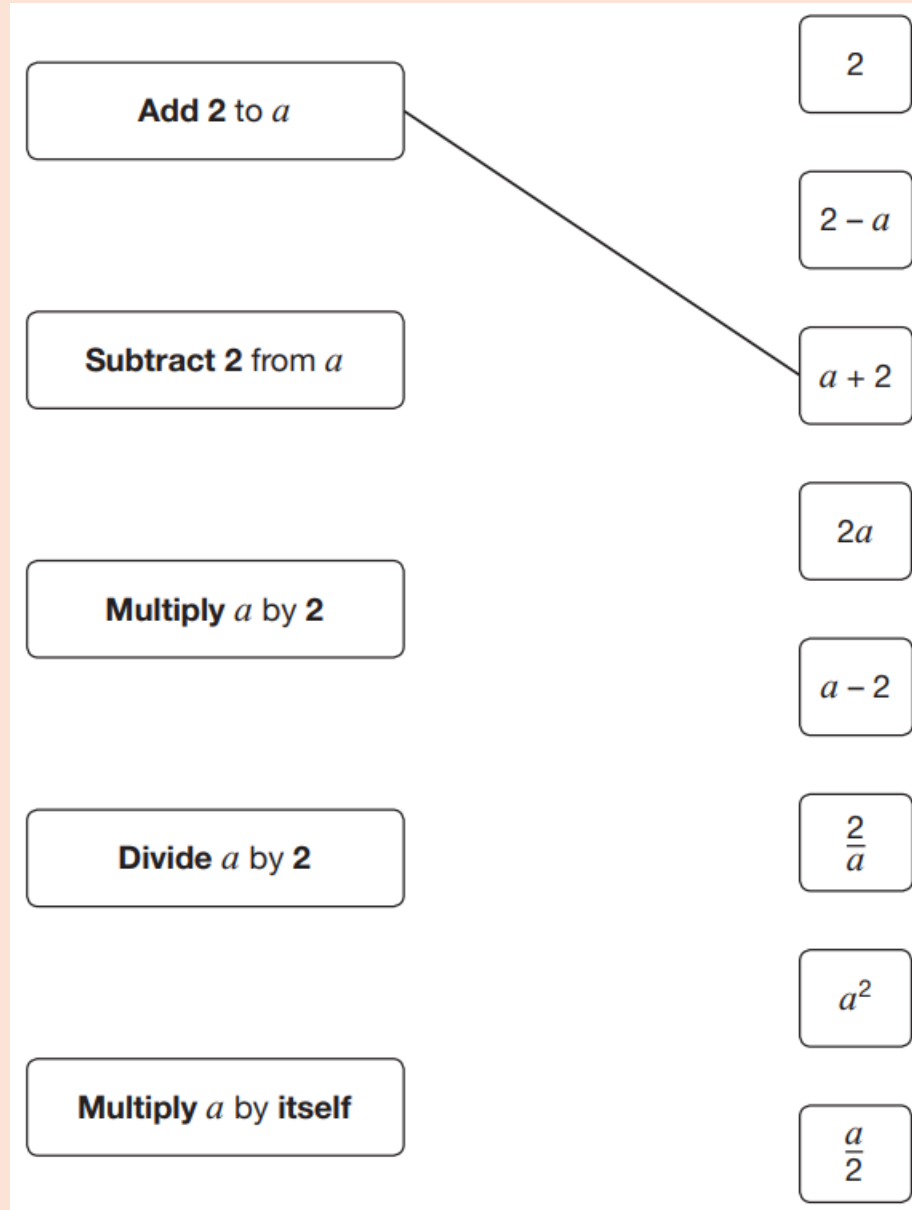 Add 2 to a
Subtract 2 from a
Multiply a by 2
Divide a by 2
Multiply a by itself
2
2 – a
a + 2
2a
a – 2
2/a
a²
a/2